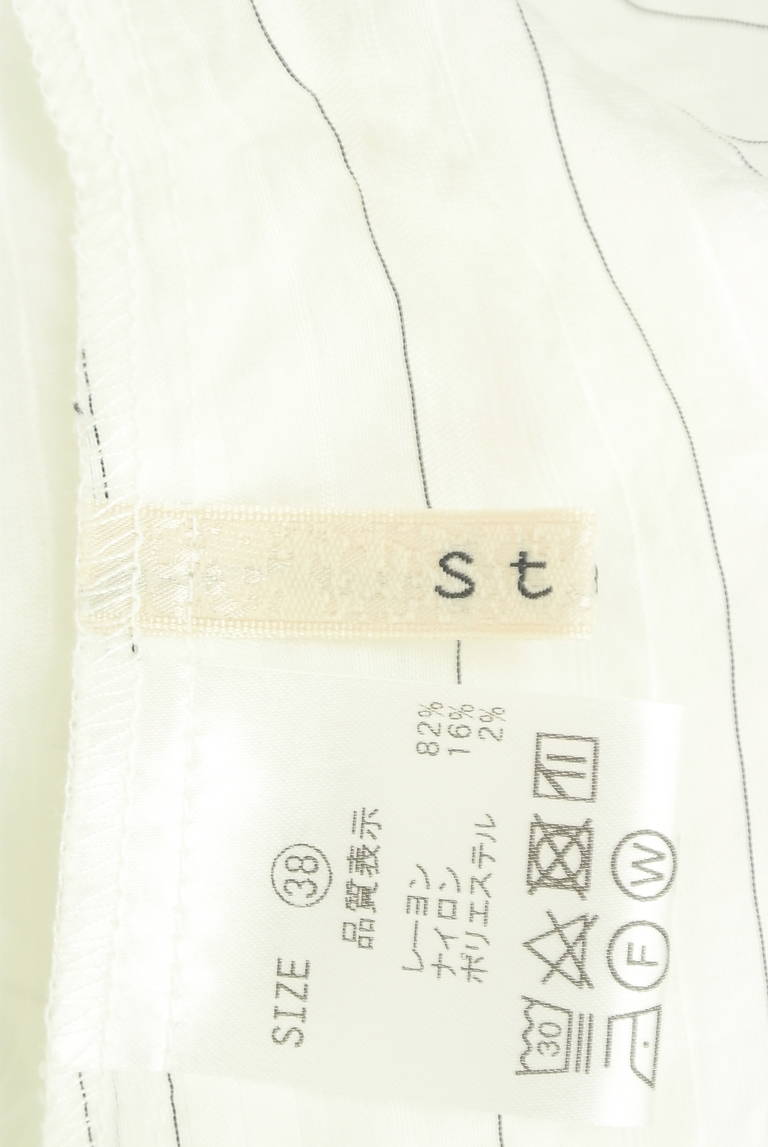 st
SIZE 38
品質表示
レーヨン 82%
ナイロン 16%
ポリエステル 2%
30
F W